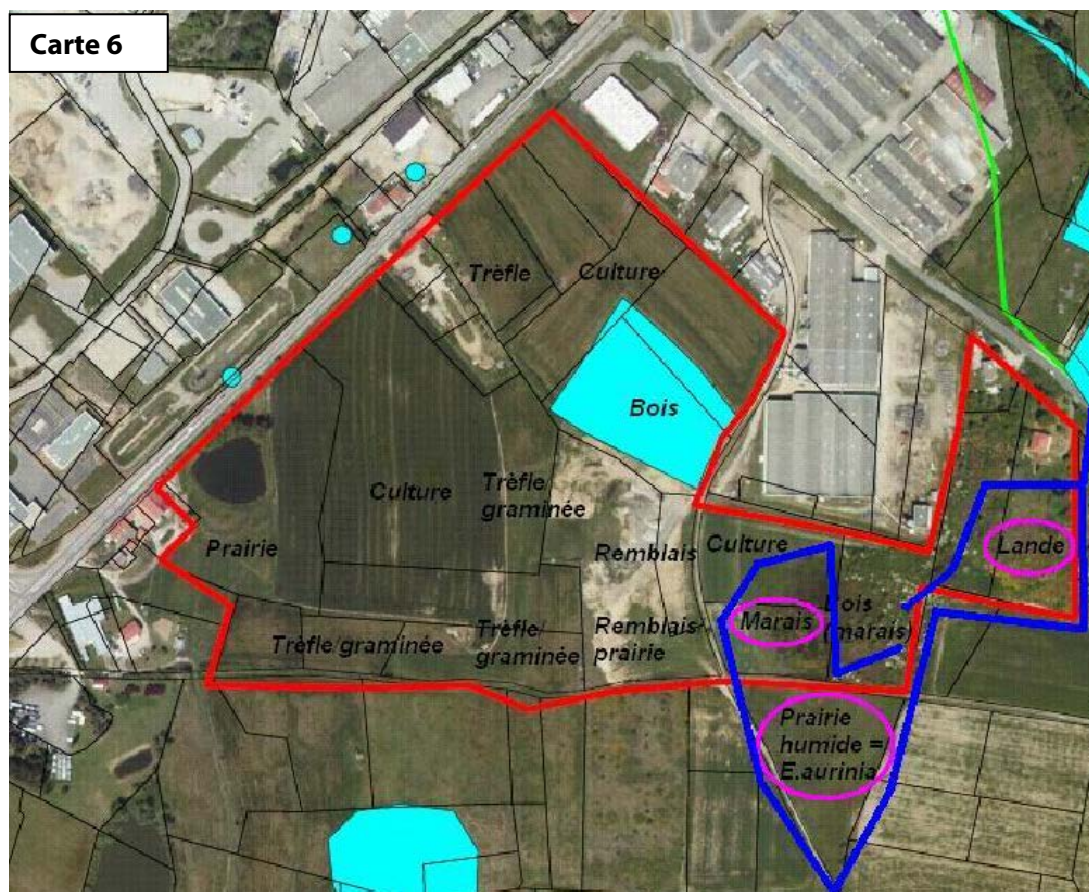 Carte 6
Trèfle
Culture
Bois
Culture
Trèfle/
graminée
Prairie
Remblais
Culture
Lande
Marais
Bois
(marais)
Trèfle/graminée
Trèfle/
graminée
Remblais/
prairie
Prairie
humide =
E.aurinia